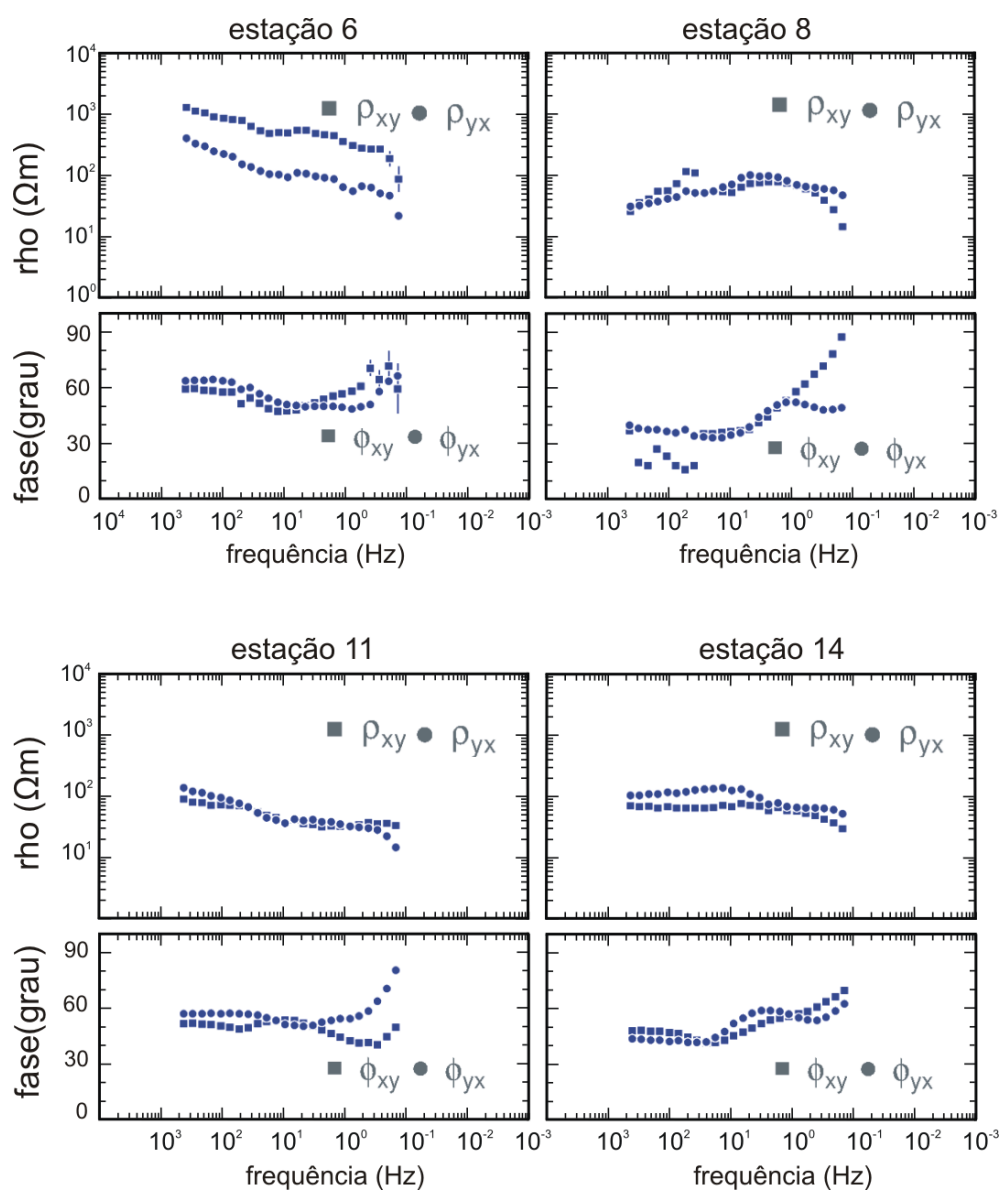 estação 6
estação 8
10⁴
10³
10²
10¹
10⁰
rho (Ωm)
ρxy ρyx
ρxy ρyx
90
60
30
0
fase(grau)
ϕxy ϕyx
ϕxy ϕyx
10⁴ 10³ 10² 10¹ 10⁰ 10⁻¹ 10⁻² 10⁻³
10³ 10² 10¹ 10⁰ 10⁻¹ 10⁻² 10⁻³
frequência (Hz)
frequência (Hz)
estação 11
estação 14
10⁴
10³
10²
10¹
rho (Ωm)
ρxy ρyx
ρxy ρyx
90
60
30
0
fase(grau)
ϕxy ϕyx
ϕxy ϕyx
10³ 10² 10¹ 10⁰ 10⁻¹ 10⁻² 10⁻³
10³ 10² 10¹ 10⁰ 10⁻¹ 10⁻² 10⁻³
frequência (Hz)
frequência (Hz)